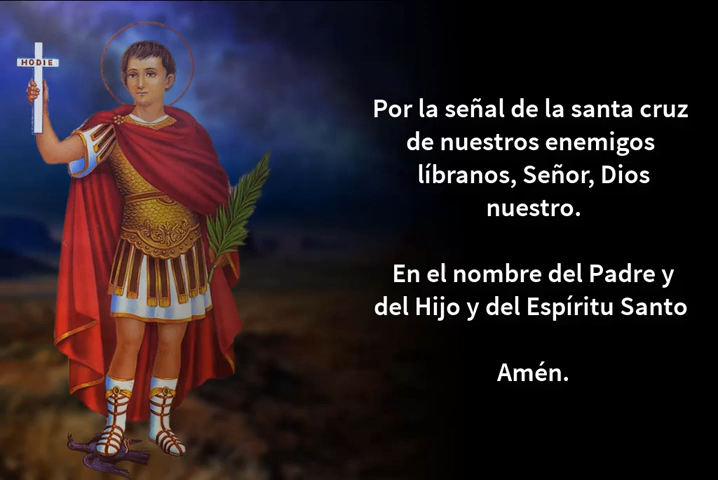 HODIE
Por la señal de la santa cruz
de nuestros enemigos
líbranos, Señor, Dios
nuestro.
En el nombre del Padre y
del Hijo y del Espíritu Santo
Amén.